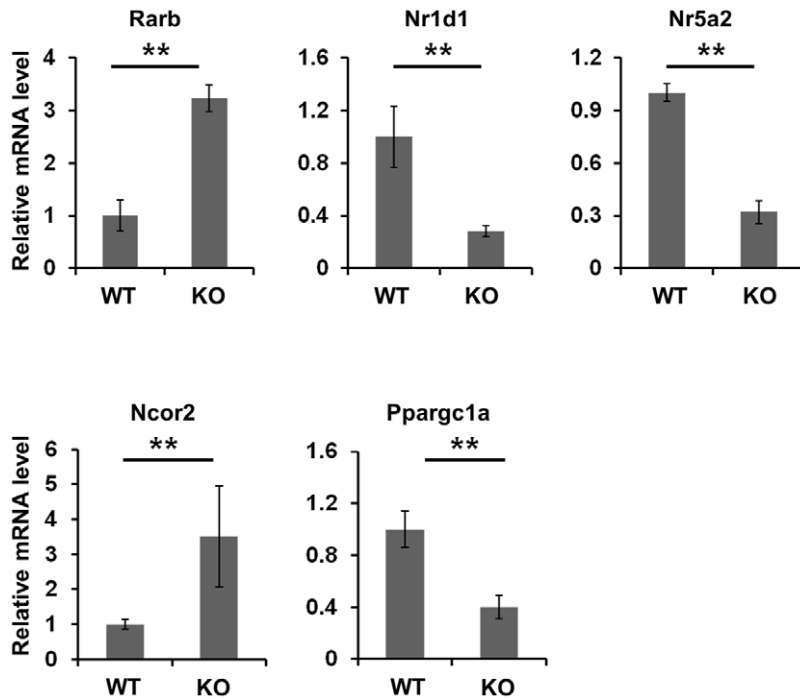 Rarb
**
Relative mRNA level
4
3
2
1
0
WT KO
Nr1d1
**
1.6
1.2
0.8
0.4
0
WT KO
Nr5a2
**
1.2
0.9
0.6
0.3
0
WT KO
Ncor2
**
Relative mRNA level
6
5
4
3
2
1
0
WT KO
Ppargc1a
**
1.6
1.2
0.8
0.4
0
WT KO